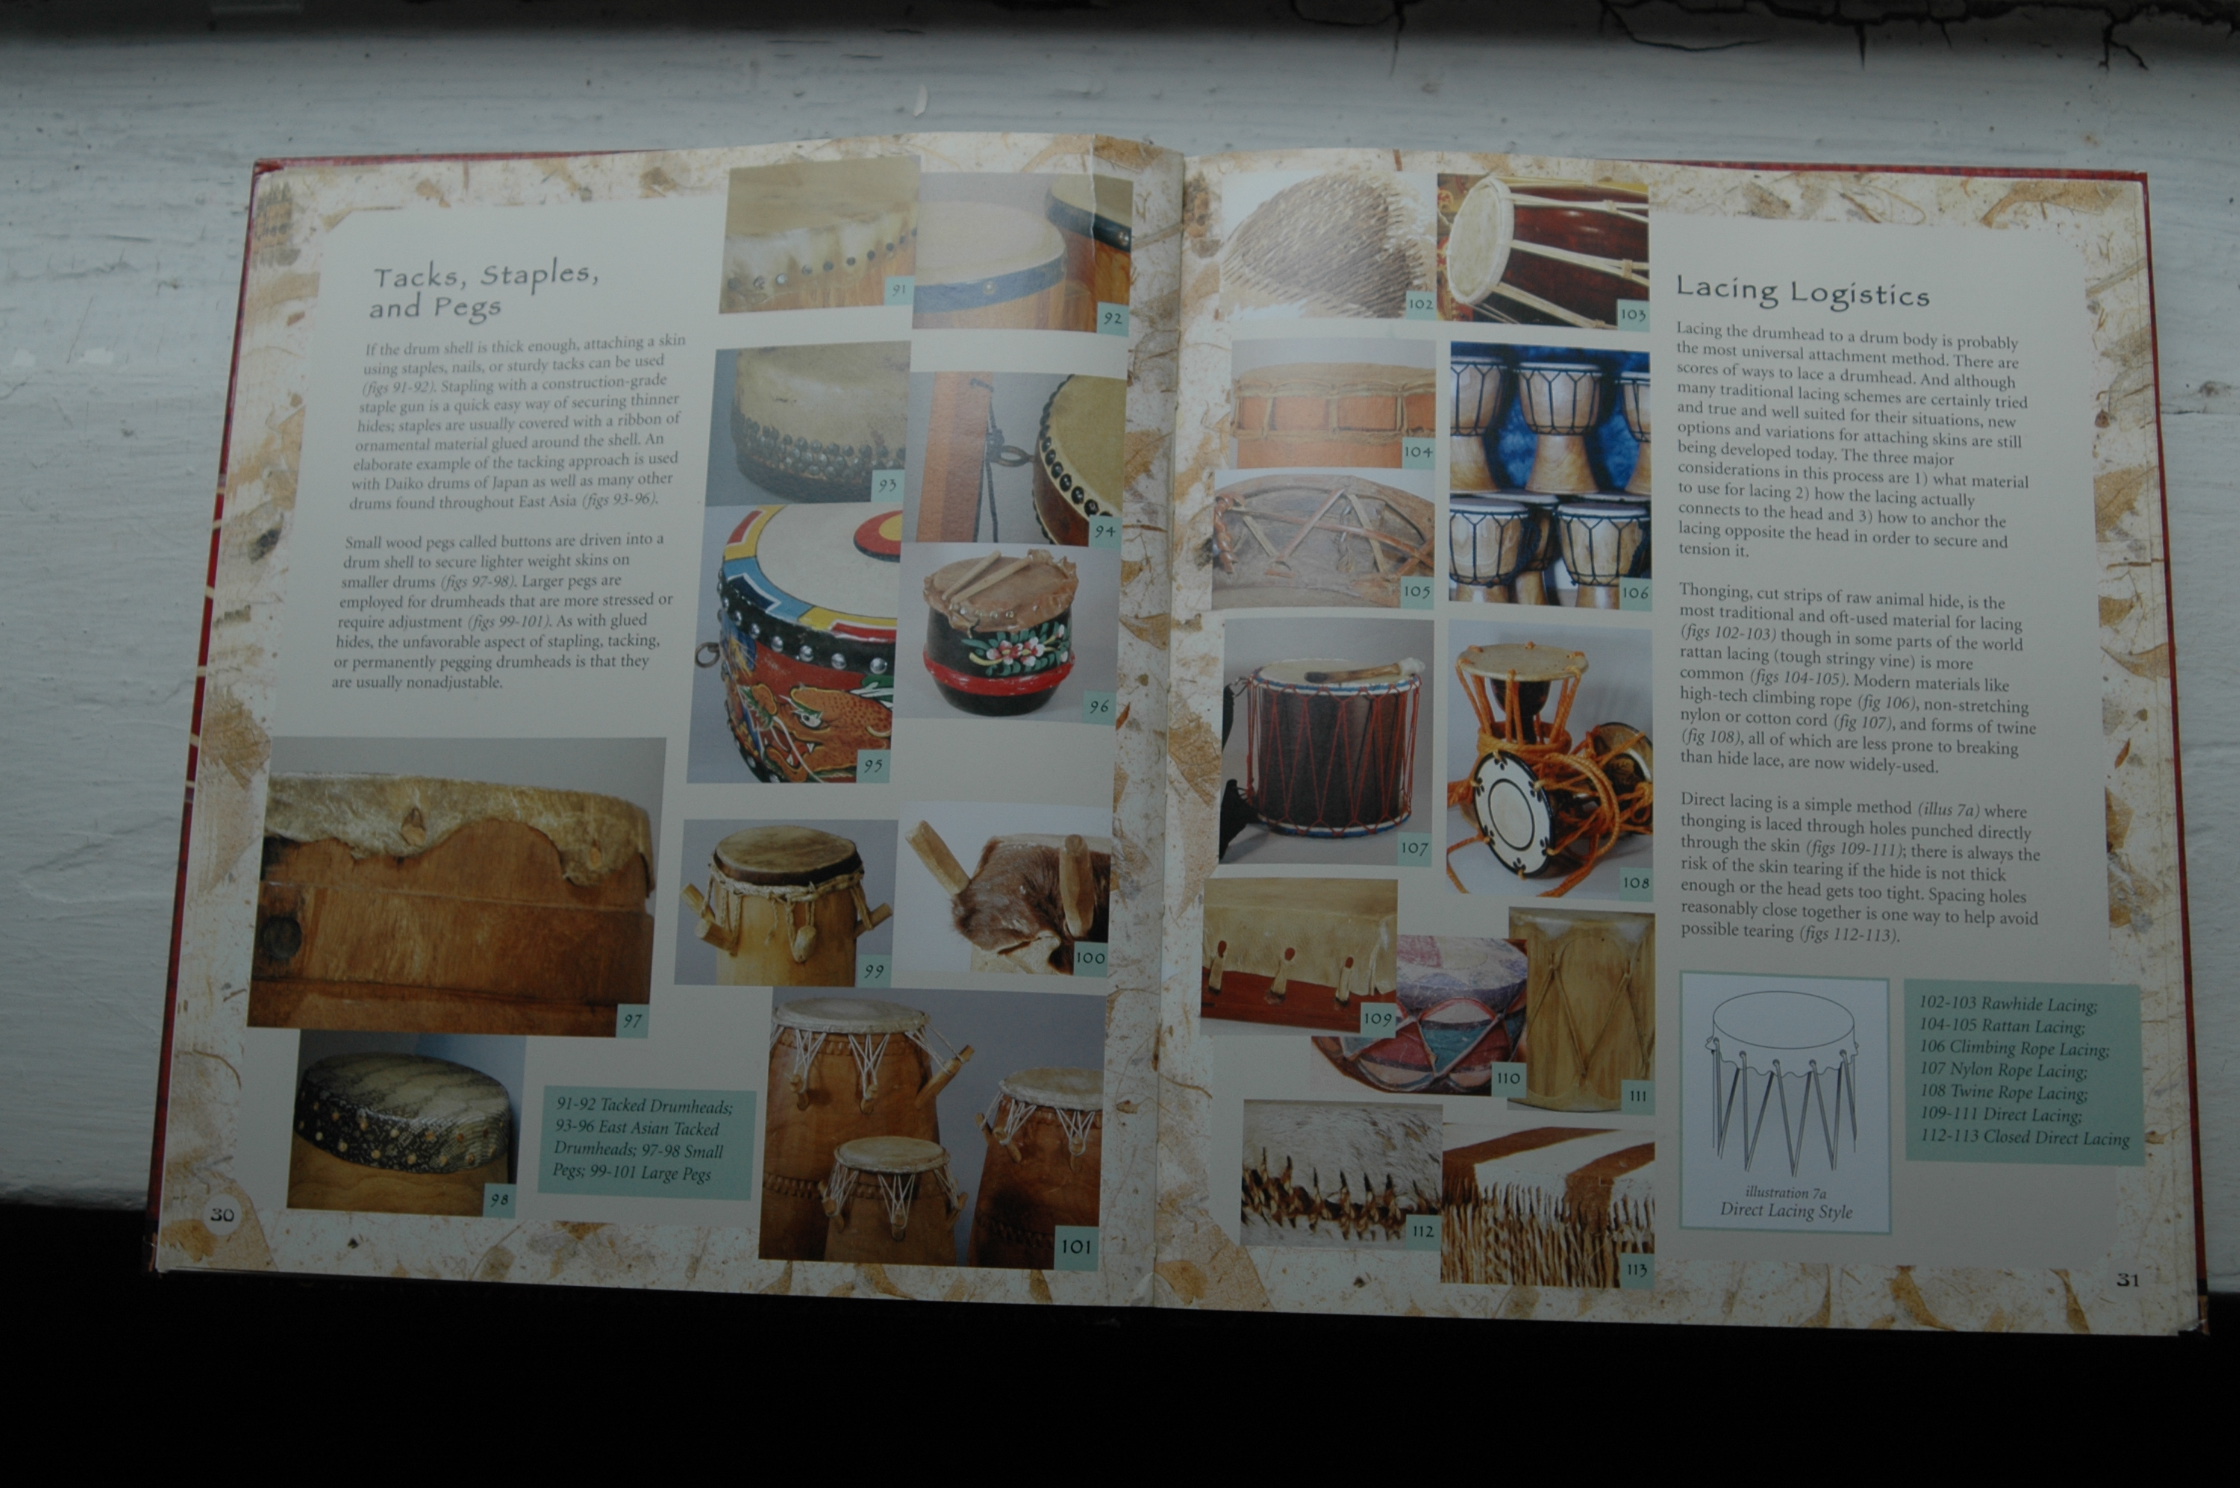 Tacks, Staples,
and Pegs
If the drum shell is thick enough, attaching a skin
using staples, nails, or sturdy tacks can be used
(figs 91-92). Stapling with a construction-grade
staple gun is a quick easy way of securing thinner
hides; staples are usually covered with a ribbon of
ornamental material glued around the shell. An
elaborate example of the tacking approach is used
with Daiko drums of Japan as well as many other
drums found throughout East Asia (figs 93-96).
Small wood pegs called buttons are driven into a
drum shell to secure lighter weight skins on
smaller drums (figs 97-98). Larger pegs are
employed for drumheads that are more stressed or
require adjustment (figs 99-101). As with glued
hides, the unfavorable aspect of stapling, tacking,
or permanently pegging drumheads is that they
are usually nonadjustable.
91
92
93
94
95
96
97
98
99
100
101
91-92 Tacked Drumheads;
93-96 East Asian Tacked
Drumheads; 97-98 Small
Pegs; 99-101 Large Pegs
30
102
103
104
105
106
107
108
109
110
111
112
113
Lacing Logistics
Lacing the drumhead to a drum body is probably
the most universal attachment method. There are
scores of ways to lace a drumhead. And although
many traditional lacing schemes are certainly tried
and true and well suited for their situations, new
options and variations for attaching skins are still
being developed today. The three major
considerations in this process are 1) what material
to use for lacing 2) how the lacing actually
connects to the head and 3) how to anchor the
lacing opposite the head in order to secure and
tension it.
Thonging, cut strips of raw animal hide, is the
most traditional and oft-used material for lacing
(figs 102-103) though in some parts of the world
rattan lacing (tough stringy vine) is more
common (figs 104-105). Modern materials like
high-tech climbing rope (fig 106), non-stretching
nylon or cotton cord (fig 107), and forms of twine
(fig 108), all of which are less prone to breaking
than hide lace, are now widely-used.
Direct lacing is a simple method (illus 7a) where
thonging is laced through holes punched directly
through the skin (figs 109-111); there is always the
risk of the skin tearing if the hide is not thick
enough or the head gets too tight. Spacing holes
reasonably close together is one way to help avoid
possible tearing (figs 112-113).
illustration 7a
Direct Lacing Style
102-103 Rawhide Lacing;
104-105 Rattan Lacing;
106 Climbing Rope Lacing;
107 Nylon Rope Lacing;
108 Twine Rope Lacing;
109-111 Direct Lacing;
112-113 Closed Direct Lacing
31